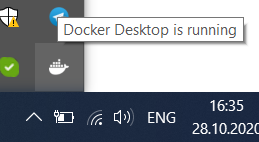 Docker Desktop is running
ENG
16:35
28.10.2020